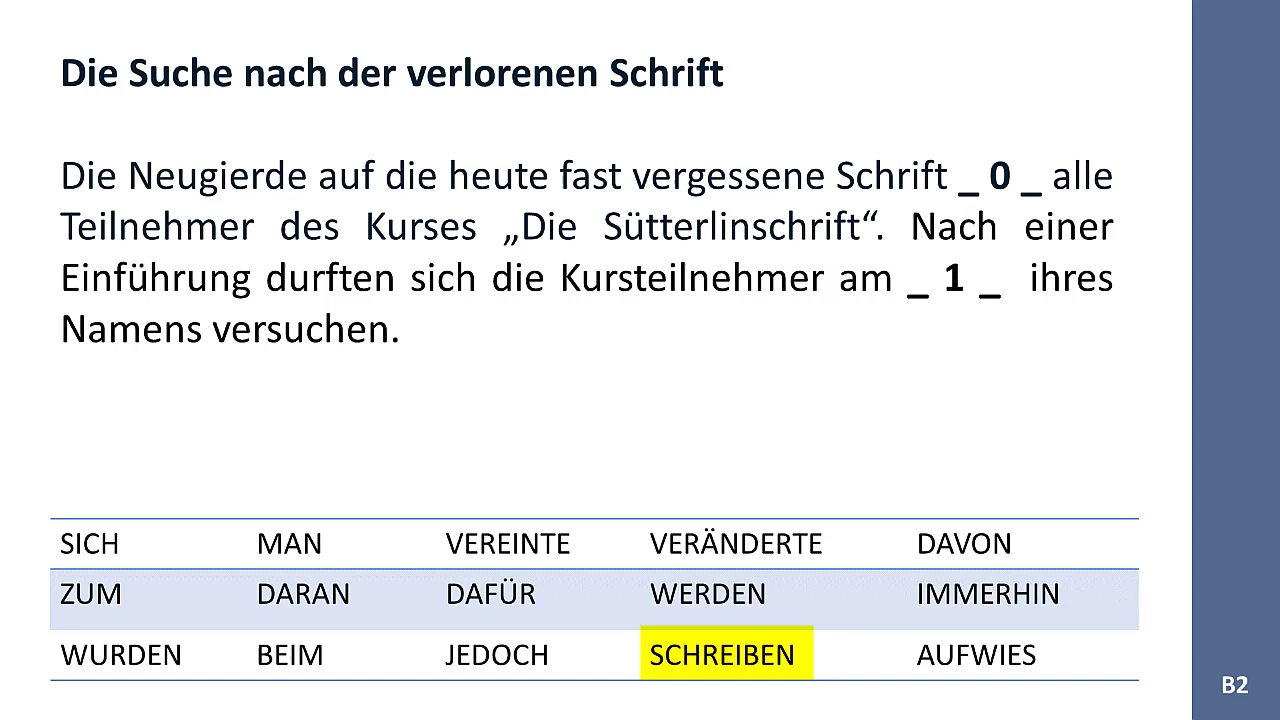 Die Suche nach der verlorenen Schrift
Die Neugierde auf die heute fast vergessene Schrift _ 0 _ alle
Teilnehmer des Kurses „Die Sütterlinschrift“. Nach einer
Einführung durften sich die Kursteilnehmer am _ 1 _ ihres
Namens versuchen.
SICH MAN VEREINTE VERÄNDERTE DAVON
ZUM DARAN DAFÜR WERDEN IMMERHIN
WURDEN BEIM JEDOCH SCHREIBEN AUFWIES
B2